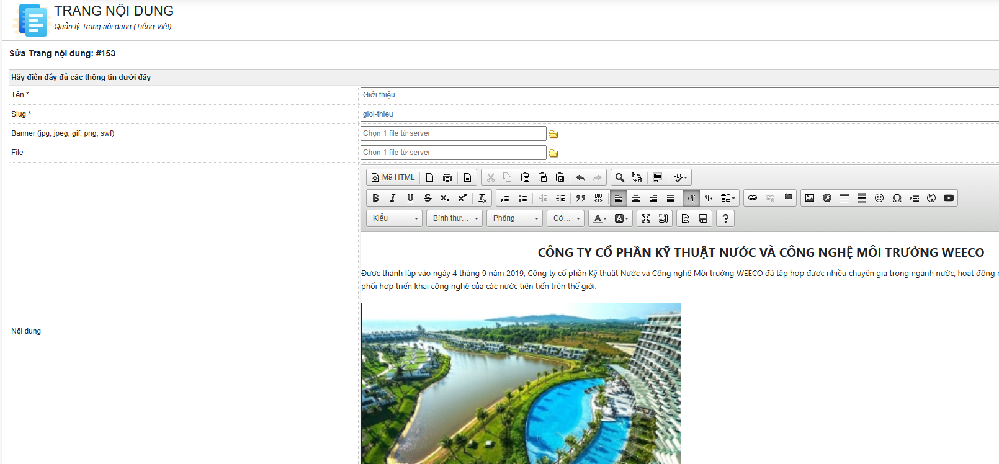 TRANG NỘI DUNG
Quản lý Trang nội dung (Tiếng Việt)
Sửa Trang nội dung: #153
Hãy điền đầy đủ các thông tin dưới đây
Tên *
Giới thiệu
Slug *
gioi-thieu
Banner (jpg, jpeg, gif, png, swf)
Chọn 1 file từ server
File
Chọn 1 file từ server
Mã HTML
Kiểu
Bình thư...
Phông
Cỡ...
CÔNG TY CỔ PHẦN KỸ THUẬT NƯỚC VÀ CÔNG NGHỆ MÔI TRƯỜNG WEECO
Được thành lập vào ngày 4 tháng 9 năm 2019, Công ty cổ phần Kỹ thuật Nước và Công nghệ Môi trường WEECO đã tập hợp được nhiều chuyên gia trong ngành nước, hoạt động
phối hợp triển khai công nghệ của các nước tiên tiến trên thế giới.
Nội dung